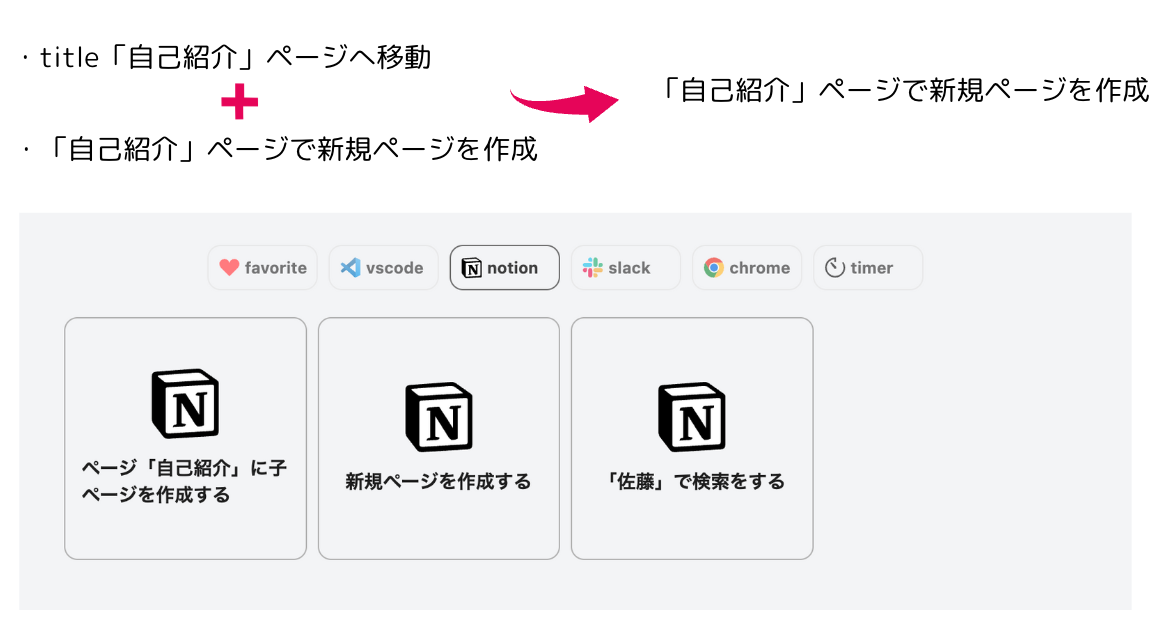 ・title「自己紹介」ページへ移動
「自己紹介」ページで新規ページを作成
・「自己紹介」ページで新規ページを作成
favorite
vscode
notion
slack
chrome
timer
ページ「自己紹介」に子
ページを作成する
新規ページを作成する
「佐藤」で検索をする